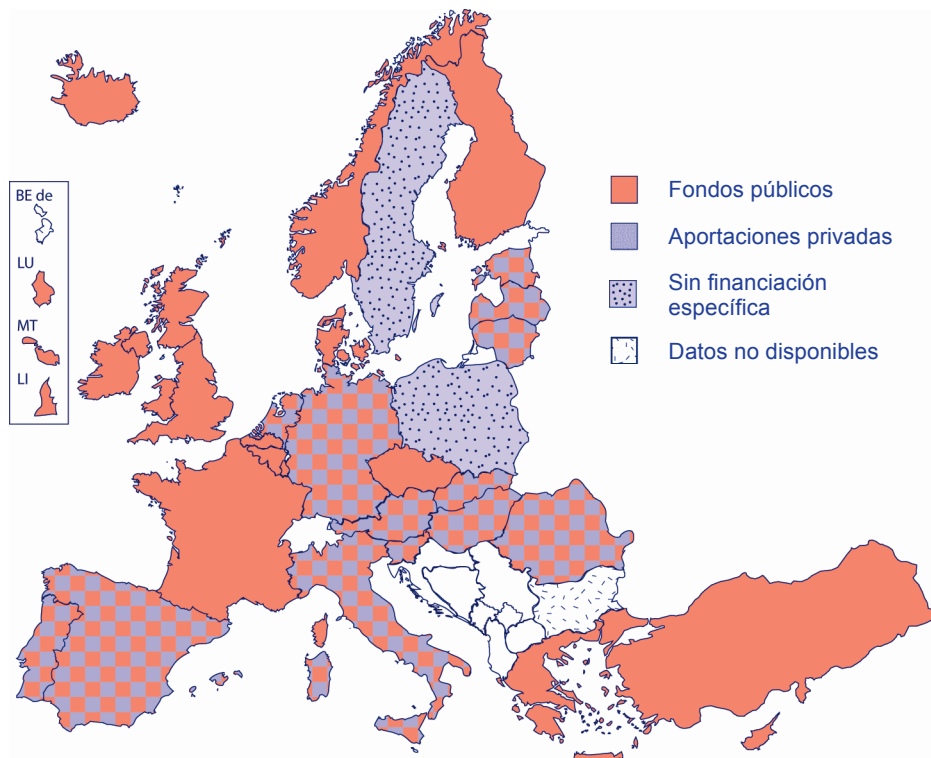 BE de
LU
MT
LI
Fondos públicos
Aportaciones privadas
Sin financiación
específica
Datos no disponibles